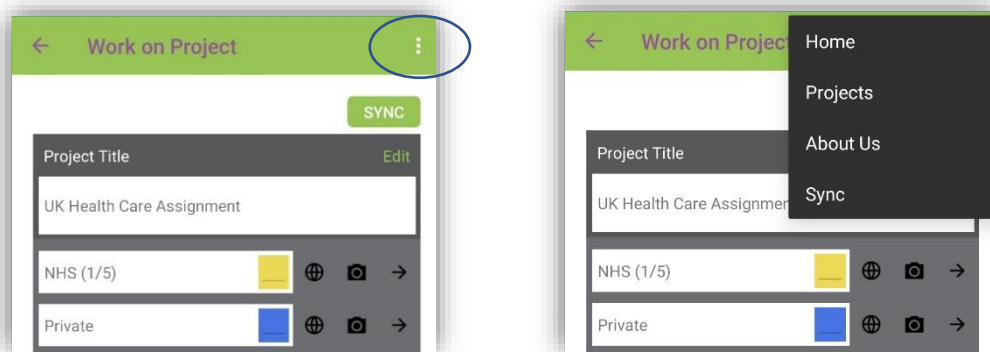 Work on Project
SYNC
Project Title
Edit
UK Health Care Assignment
NHS (1/5)
Private
Work on Project
Home
Projects
About Us
Sync
Project Title
UK Health Care Assignmen
NHS (1/5)
Private